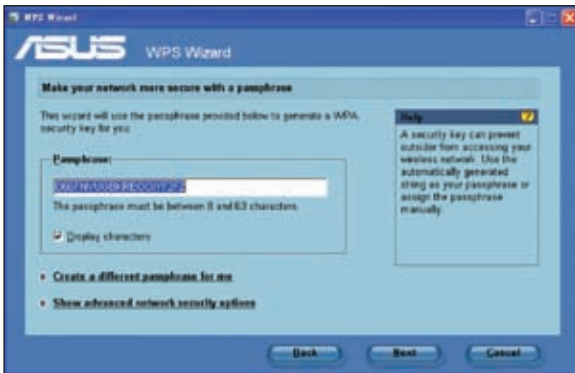 WPS Wizard
ASUS WPS Wizard
Make your network more secure with a passphrase
This wizard will use the passphrase provided below to generate a WPA
security key for you.
Passphrase:
The passphrase must be between 8 and 63 characters.
Display characters
Create a different passphrase for me
Show advanced network security options
Help
A security key can prevent
outsider from accessing your
wireless network. Use the
automatically generated
string as your passphrase or
assign the passphrase
manually.
Back Next Cancel